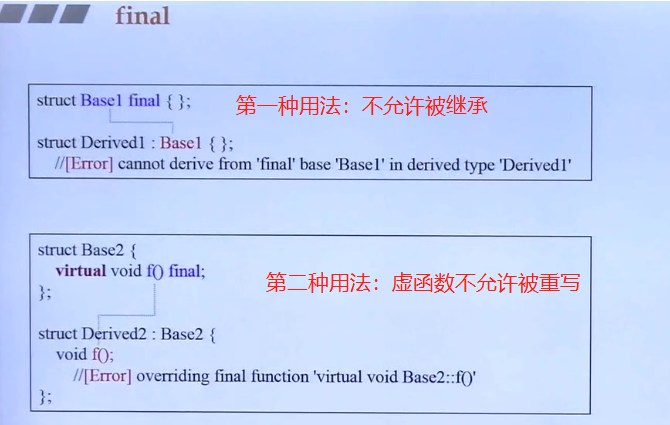 final
struct Base1 final { };
第一种用法：不允许被继承
struct Derived1 : Base1 { };
//[Error] cannot derive from 'final' base 'Base1' in derived type 'Derived1'
struct Base2 {
virtual void f() final;
};
第二种用法：虚函数不允许被重写
struct Derived2 : Base2 {
void f();
//[Error] overriding final function 'virtual void Base2::f()'
};